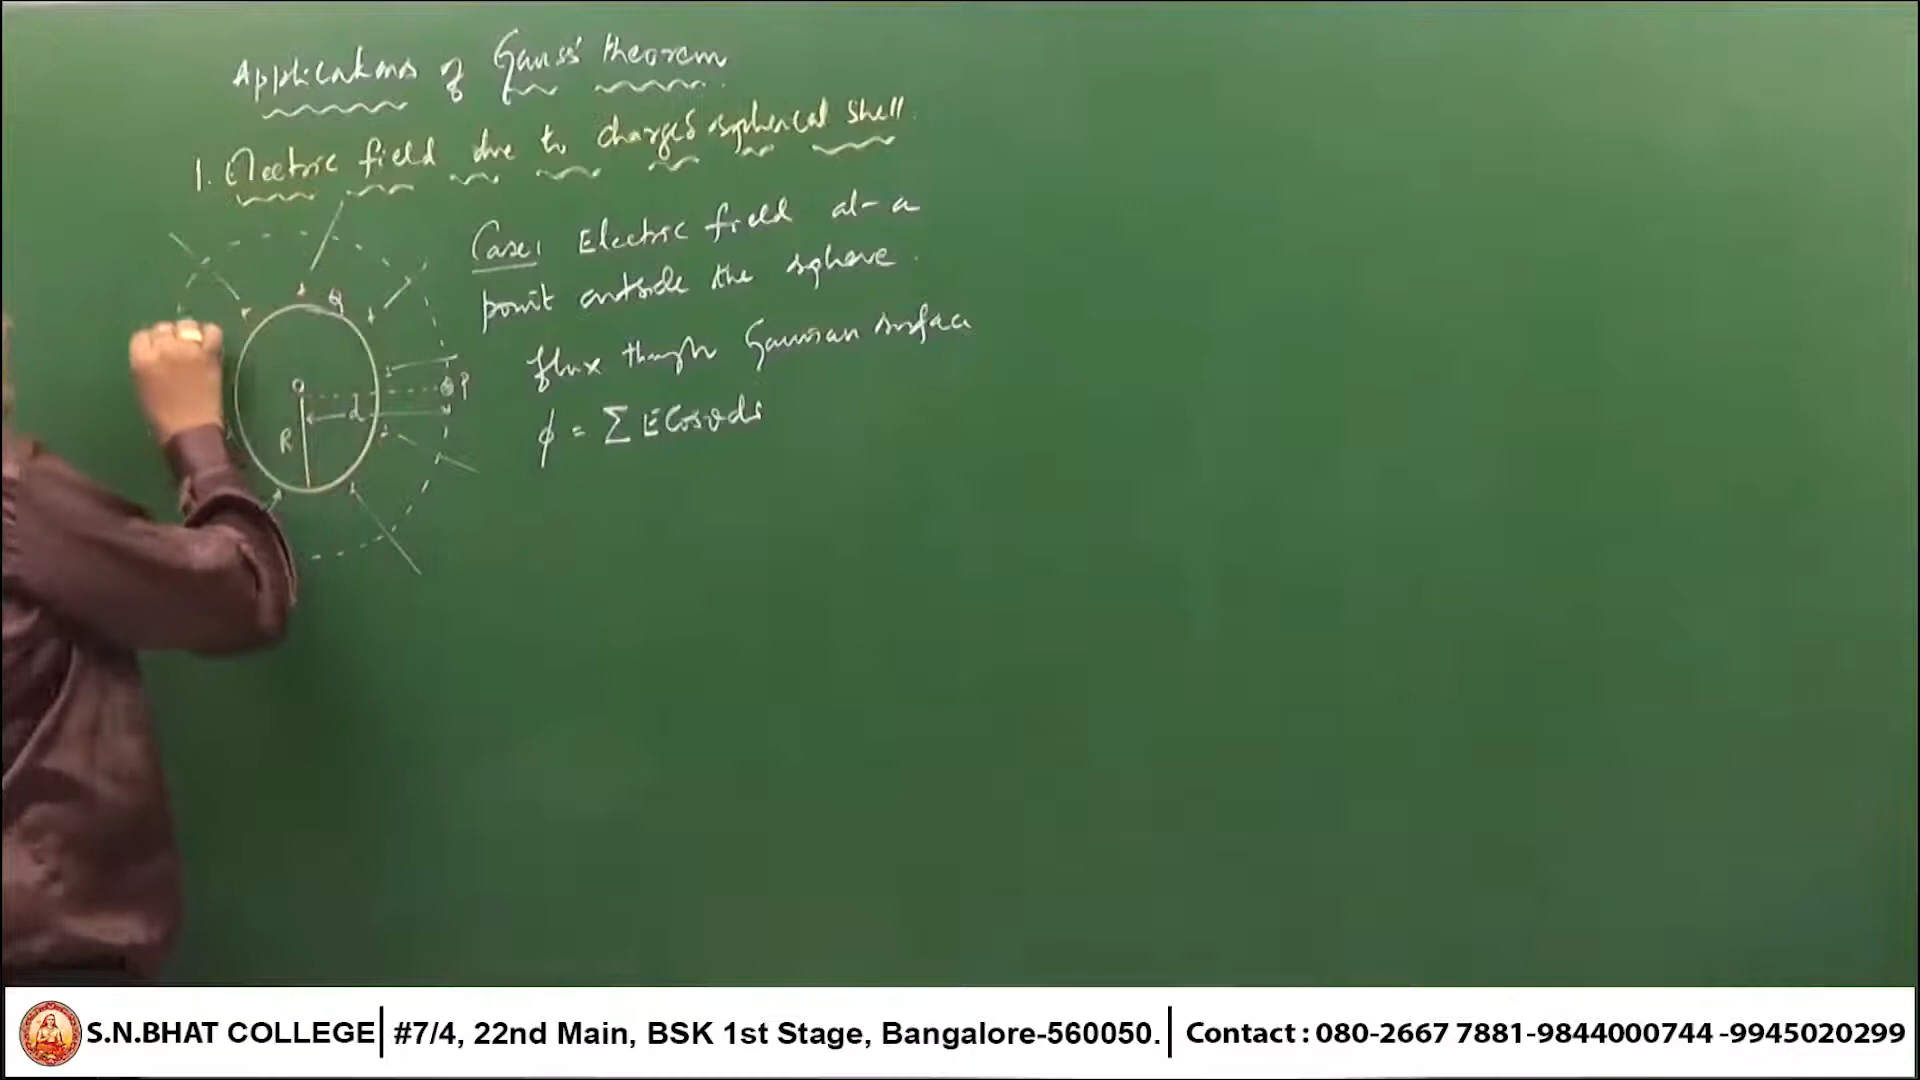 Applications of Gauss' theorem
1. Electric field due to charged spherical shell.
Case1 Electric field at a
point outside the sphere.
flux though Gaussian surface
φ = Σ E Cosθ ds
Q
O
d
P
R
S.N.BHAT COLLEGE #7/4, 22nd Main, BSK 1st Stage, Bangalore-560050. Contact : 080-2667 7881-9844000744 -9945020299